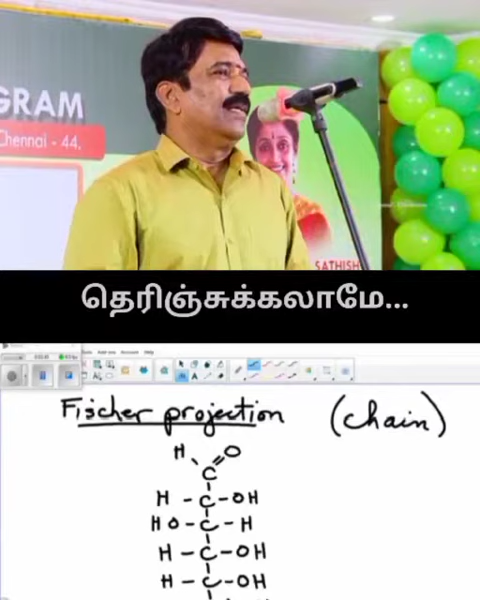 GRAM
Chennai - 44.
SATHISH
தெரிஞ்சுக்கலாமே...
Fischer projection (chain)
H O
C
H - C - OH
HO - C - H
H - C - OH
H - C - OH